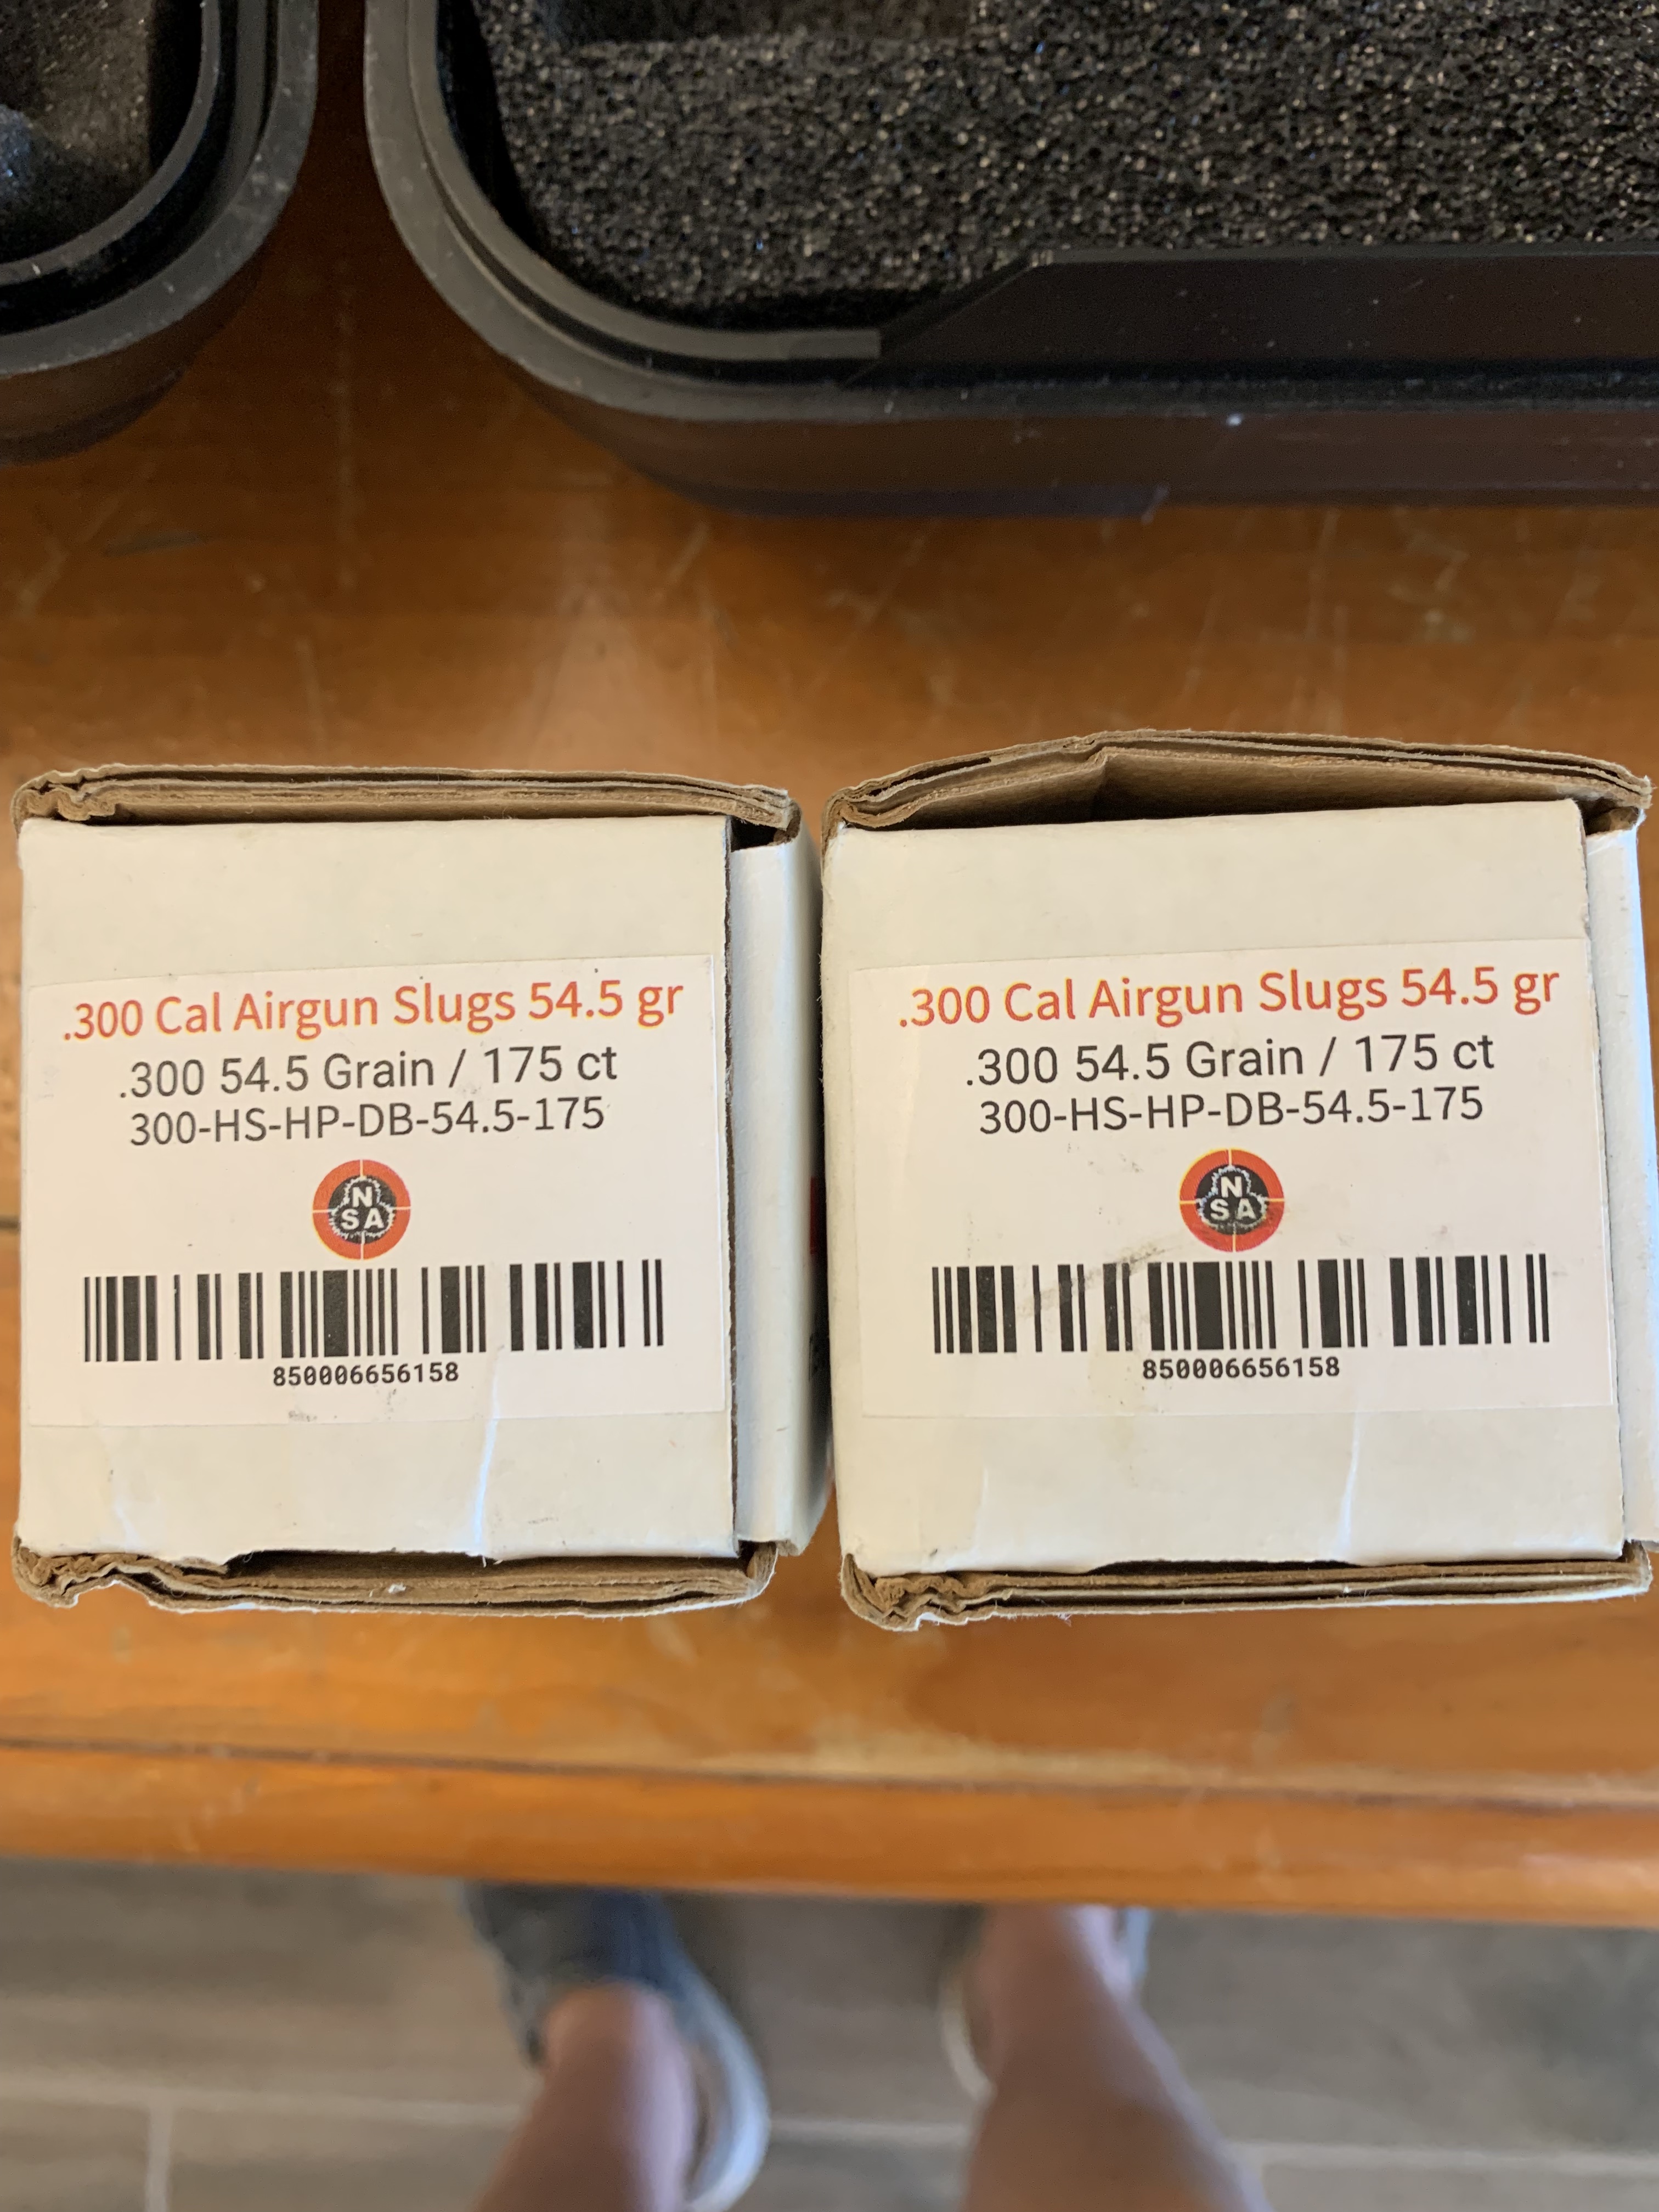 .300 Cal Airgun Slugs 54.5 gr
.300 54.5 Grain / 175 ct
300-HS-HP-DB-54.5-175
N
SA
850006656158
.300 Cal Airgun Slugs 54.5 gr
.300 54.5 Grain / 175 ct
300-HS-HP-DB-54.5-175
N
SA
850006656158